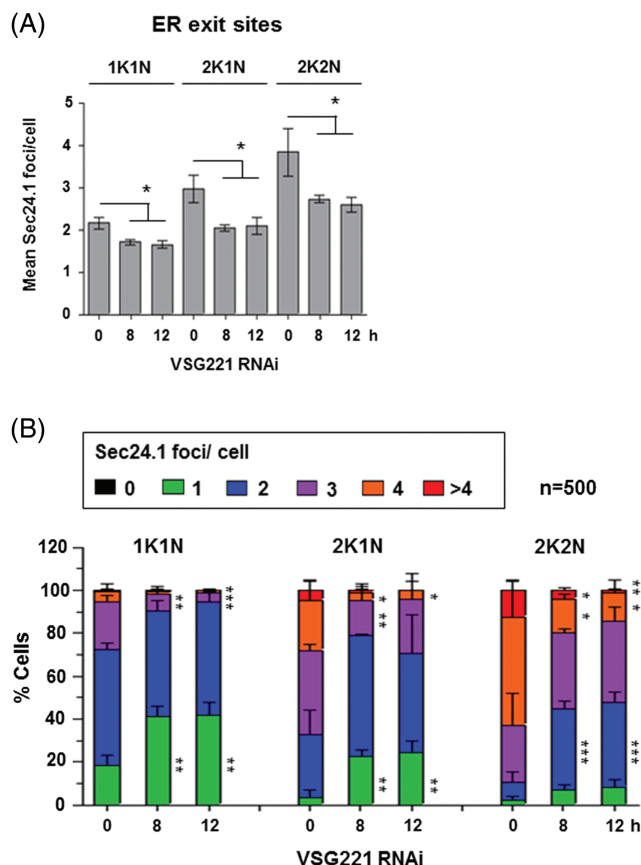 (A)
ER exit sites
1K1N 2K1N 2K2N
5
4
3
2
1
0
Mean Sec24.1 foci/cell
* * *
0 8 12 0 8 12 0 8 12 h
VSG221 RNAi
(B)
Sec24.1 foci/ cell
0 1 2 3 4 >4
n=500
1K1N 2K1N 2K2N
120
100
80
60
40
20
0
% Cells
** *** * ** * * * *** *
** ** ** ** *** ***
0 8 12 0 8 12 0 8 12 h
VSG221 RNAi